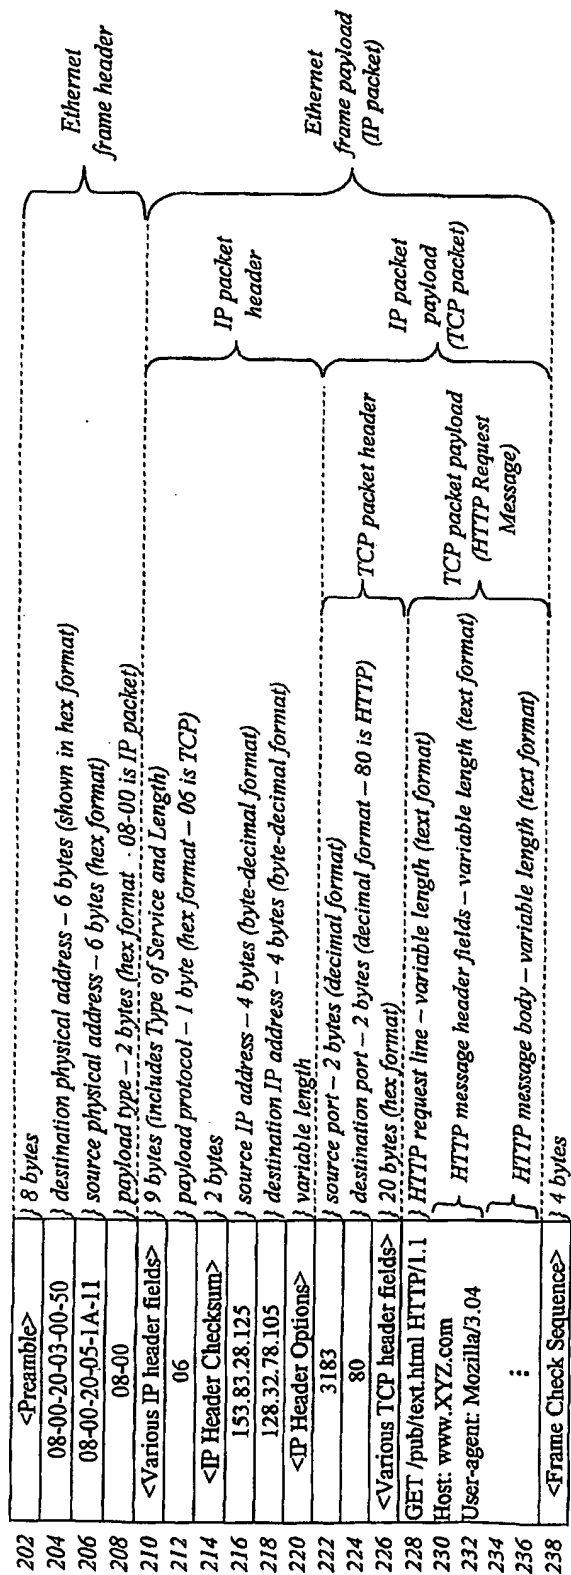 202 <Preamble> } 8 bytes
204 08-00-20-03-00-50 } destination physical address – 6 bytes (shown in hex format)
206 08-00-20-05-1A-11 } source physical address – 6 bytes (hex format)
208 08-00 } payload type – 2 bytes (hex format - 08-00 is IP packet)
210 <Various IP header fields> } 9 bytes (includes Type of Service and Length)
212 06 } payload protocol – 1 byte (hex format – 06 is TCP)
214 <IP Header Checksum> } 2 bytes
216 153.83.28.125 } source IP address – 4 bytes (byte-decimal format)
218 128.32.78.105 } destination IP address – 4 bytes (byte-decimal format)
220 <IP Header Options> } variable length
222 3183 } source port – 2 bytes (decimal format)
224 80 } destination port – 2 bytes (decimal format – 80 is HTTP)
226 <Various TCP header fields> } 20 bytes (hex format)
228 GET /pub/text.html HTTP/1.1 } HTTP request line – variable length (text format)
230 Host: www.XYZ.com
232 User-agent: Mozilla/3.04
HTTP message header fields – variable length (text format)
234
236 ⋮
HTTP message body – variable length (text format)
238 <Frame Check Sequence> } 4 bytes
TCP packet header
TCP packet payload
(HTTP Request
Message)
IP packet
header
IP packet
payload
(TCP packet)
Ethernet
frame header
Ethernet
frame payload
(IP packet)